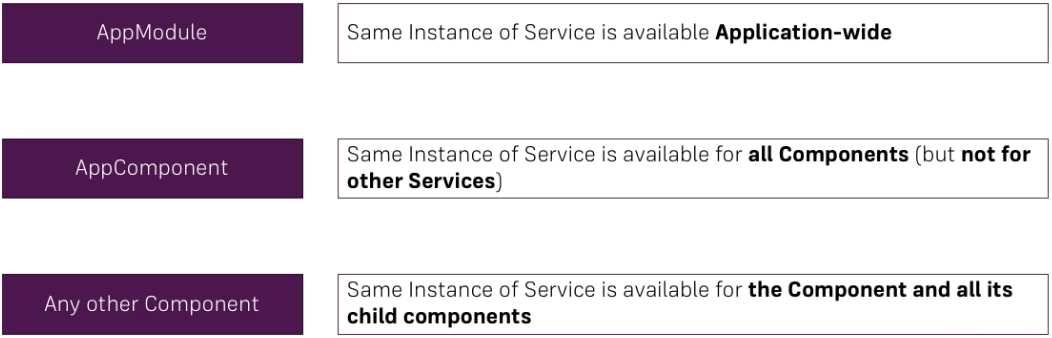 AppModule
Same Instance of Service is available Application-wide
AppComponent
Same Instance of Service is available for all Components (but not for
other Services)
Any other Component
Same Instance of Service is available for the Component and all its
child components